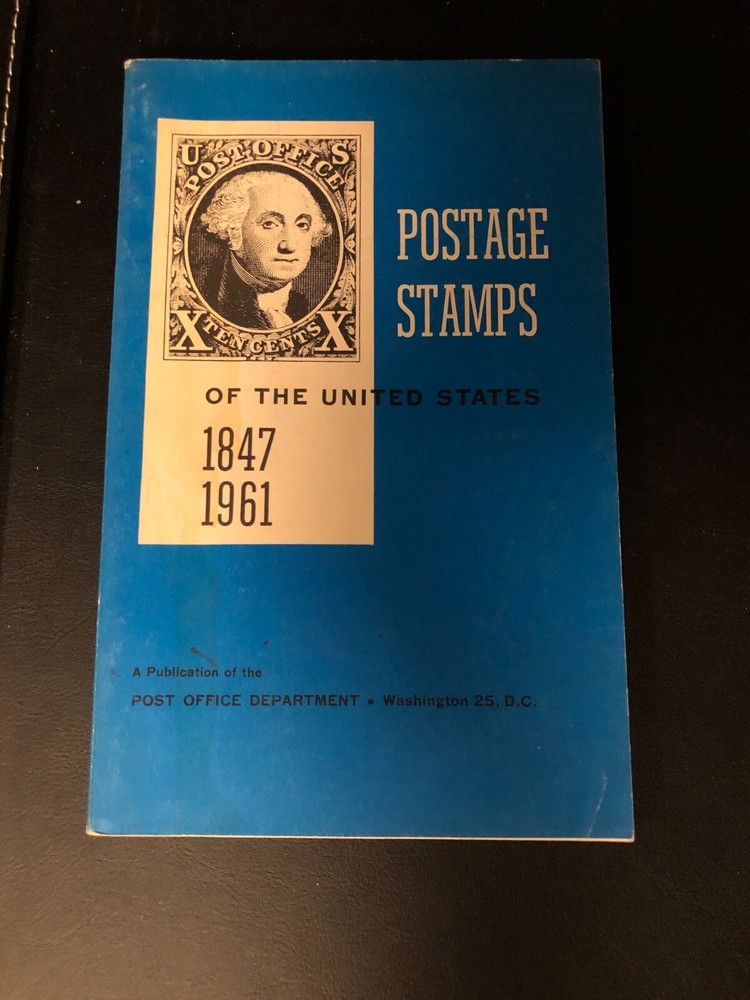 U S
POST OFFICE
X TEN CENTS X
POSTAGE
STAMPS
OF THE UNITED STATES
1847
1961
A Publication of the
POST OFFICE DEPARTMENT • Washington 25, D.C.